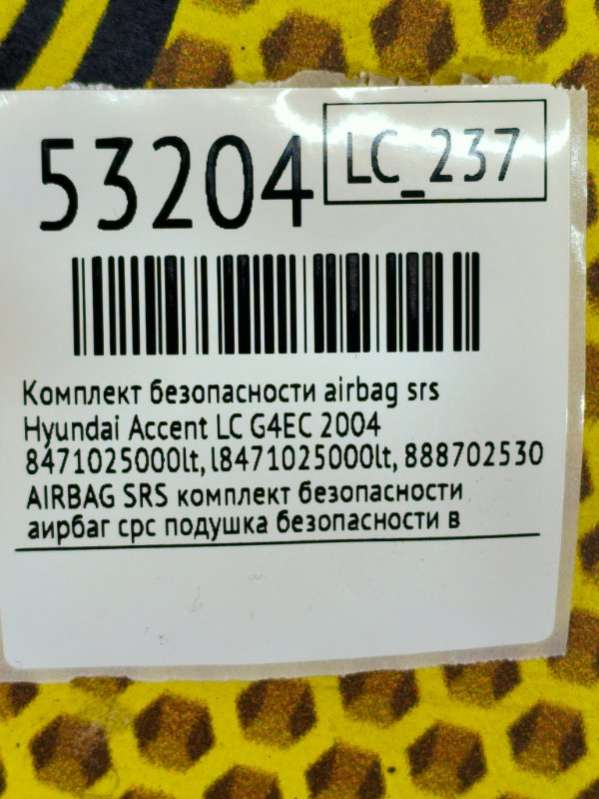 53204
LC_237
Комплект безопасности airbag srs
Hyundai Accent LC G4EC 2004
8471025000lt, l8471025000lt, 888702530
AIRBAG SRS комплект безопасности
аирбаг срс подушка безопасности в